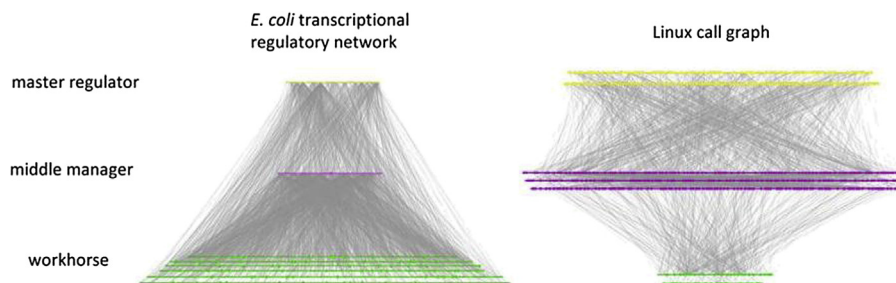 E. coli transcriptional
regulatory network
Linux call graph
master regulator
middle manager
workhorse